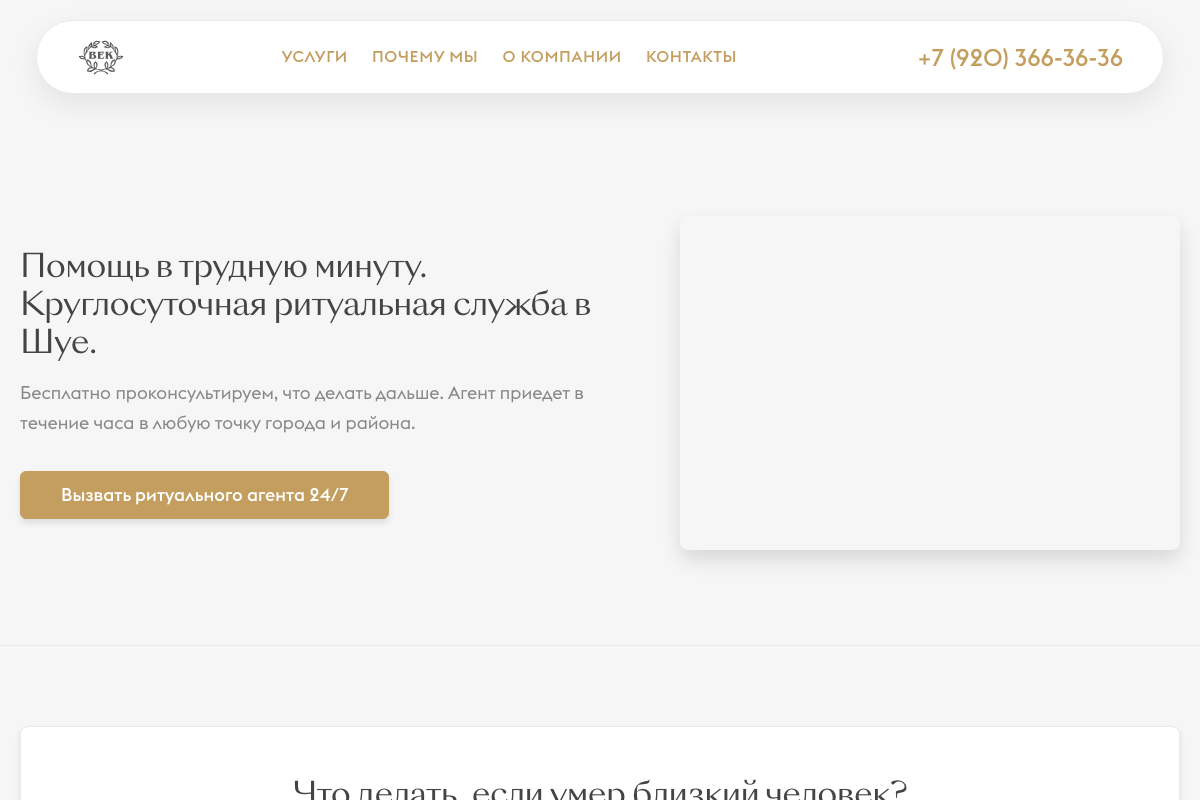 ВЕК
УСЛУГИ ПОЧЕМУ МЫ О КОМПАНИИ КОНТАКТЫ +7 (920) 366-36-36
Помощь в трудную минуту.
Круглосуточная ритуальная служба в
Шуе.
Бесплатно проконсультируем, что делать дальше. Агент приедет в
течение часа в любую точку города и района.
Вызвать ритуального агента 24/7
Что делать, если умер близкий человек?